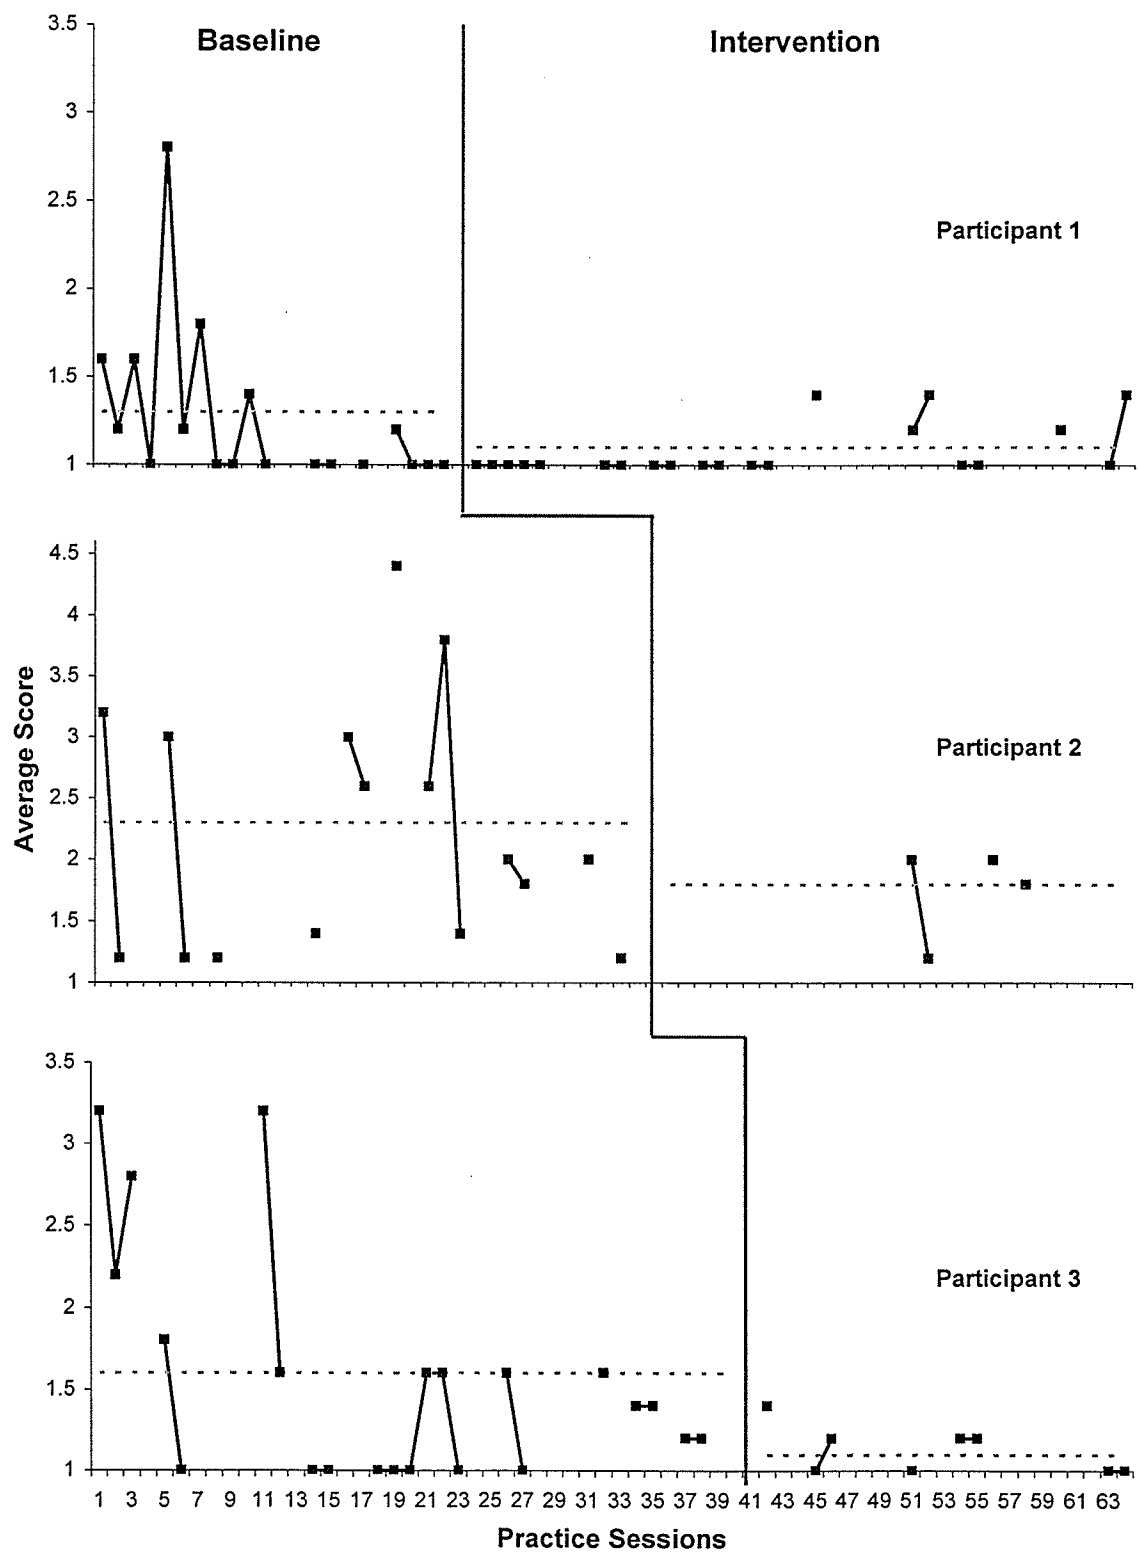 Baseline
Intervention
3.5
3
2.5
2
1.5
1
Participant 1
Average Score
4.5
4
3.5
3
2.5
2
1.5
1
Participant 2
3.5
3
2.5
2
1.5
1
Participant 3
1 3 5 7 9 11 13 15 17 19 21 23 25 27 29 31 33 35 37 39 41 43 45 47 49 51 53 55 57 59 61 63
Practice Sessions